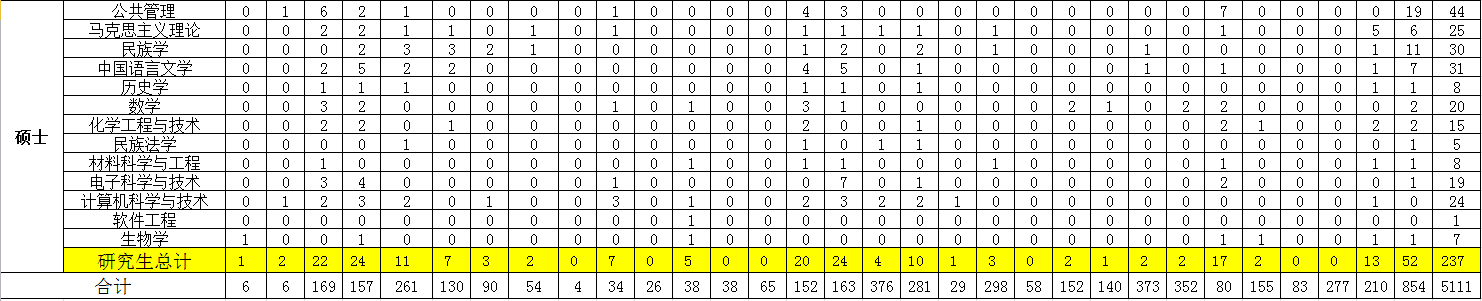 公共管理 0 1 6 2 1 0 0 0 0 1 0 0 0 0 4 3 0 0 0 0 0 0 0 0 0 7 0 0 0 0 19 44
马克思主义理论 0 0 2 2 1 1 0 1 0 1 0 0 0 0 1 1 1 1 0 1 0 0 0 0 0 1 0 0 0 5 6 25
民族学 0 0 0 2 3 3 2 1 0 0 0 0 0 0 1 2 0 2 0 1 0 0 0 1 0 0 0 0 0 1 11 30
中国语言文学 0 0 2 5 2 2 0 0 0 0 0 0 0 0 4 5 0 1 0 0 0 0 0 1 0 1 0 0 0 1 7 31
历史学 0 0 1 1 1 0 0 0 0 0 0 0 0 0 1 1 0 1 0 0 0 0 0 0 0 0 0 0 0 1 1 8
数学 0 0 3 2 0 0 0 0 0 1 0 1 0 0 3 1 0 0 0 0 0 2 1 0 2 2 0 0 0 0 2 20
硕士 化学工程与技术 0 0 2 2 0 1 0 0 0 0 0 0 0 0 2 0 0 1 0 0 0 0 0 0 0 2 1 0 0 2 2 15
民族法学 0 0 0 0 1 0 0 0 0 0 0 0 0 0 1 0 1 1 0 0 0 0 0 0 0 0 0 0 0 0 1 5
材料科学与工程 0 0 1 0 0 0 0 0 0 0 0 1 0 0 1 1 0 0 0 1 0 0 0 0 0 1 0 0 0 1 1 8
电子科学与技术 0 0 3 4 0 0 0 0 0 1 0 0 0 0 0 7 0 1 0 0 0 0 0 0 0 2 0 0 0 0 1 19
计算机科学与技术 0 1 2 3 2 0 1 0 0 3 0 1 0 0 2 3 2 2 1 0 0 0 0 0 0 0 0 0 0 1 0 24
软件工程 0 0 0 0 0 0 0 0 0 0 0 1 0 0 0 0 0 0 0 0 0 0 0 0 0 0 0 0 0 0 0 1
生物学 1 0 0 1 0 0 0 0 0 0 0 1 0 0 0 0 0 0 0 0 0 0 0 0 0 1 1 0 0 1 1 7
研究生总计 1 2 22 24 11 7 3 2 0 7 0 5 0 0 20 24 4 10 1 3 0 2 1 2 2 17 2 0 0 13 52 237
合计 6 6 169 157 261 130 90 54 4 34 26 38 38 65 152 163 376 281 29 298 58 152 140 373 352 80 155 83 277 210 854 5111